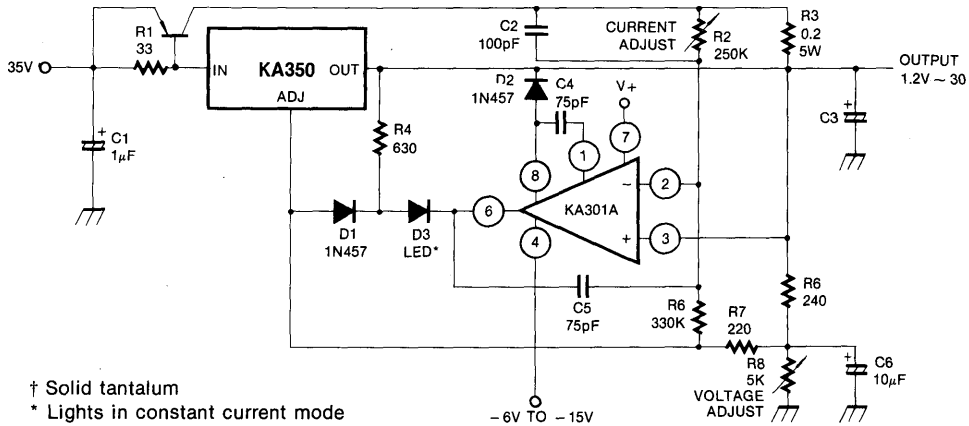 R1
33
35V
IN
KA350
OUT
ADJ
+
C1
1μF
R4
630
C2
100pF
CURRENT
ADJUST
R2
250K
R3
0.2
5W
OUTPUT
1.2V ~ 30
D2
1N457
C4
75pF
V+
+
C3
1
7
8
2
−
KA301A
6
4
+
3
D1
1N457
D3
LED*
C5
75pF
R6
330K
R6
240
R7
220
R8
5K
VOLTAGE
ADJUST
+
C6
10μF
− 6V TO − 15V
† Solid tantalum
* Lights in constant current mode